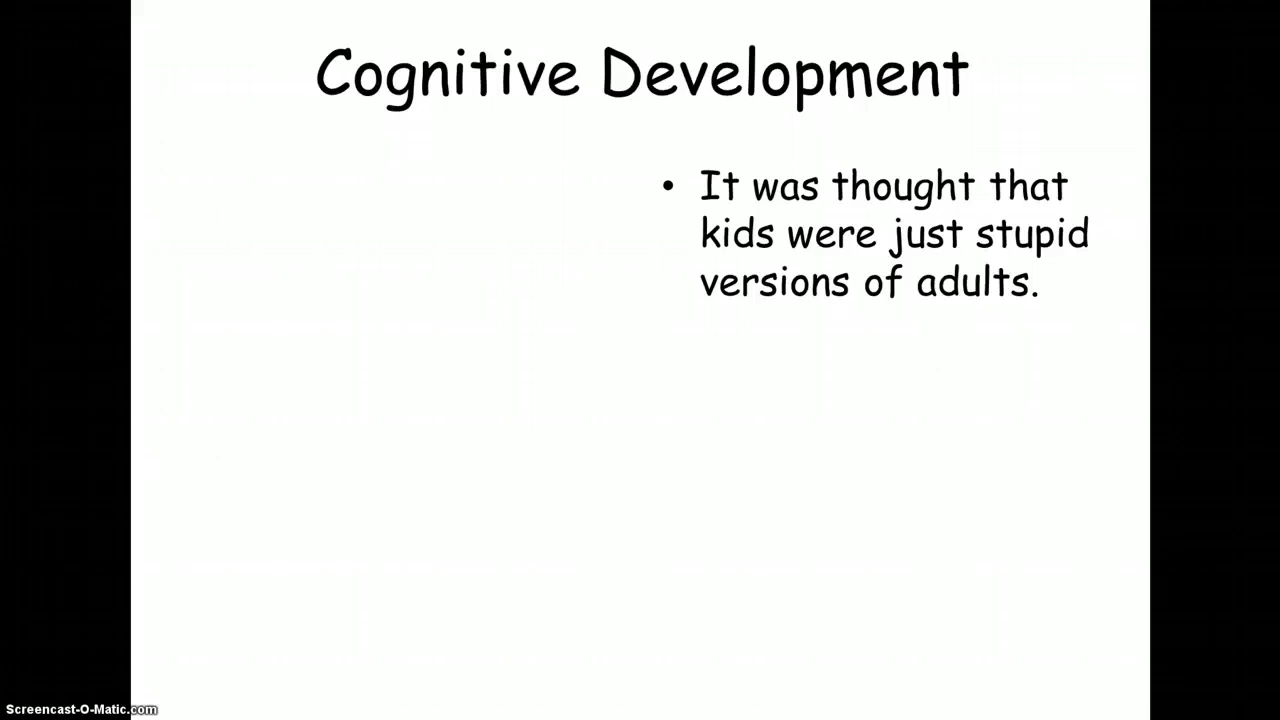 Cognitive Development
• It was thought that
kids were just stupid
versions of adults.
Screencast-O-Matic.com